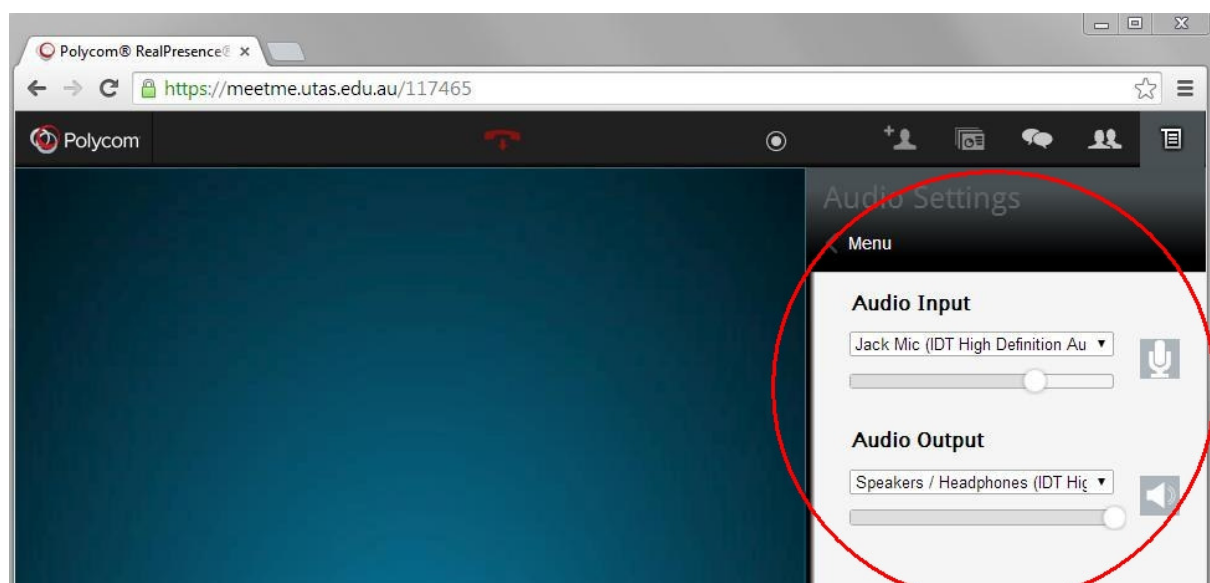 Polycom® RealPresence®
https://meetme.utas.edu.au/117465
Polycom
Audio Settings
Menu
Audio Input
Jack Mic (IDT High Definition Au
Audio Output
Speakers / Headphones (IDT Hig